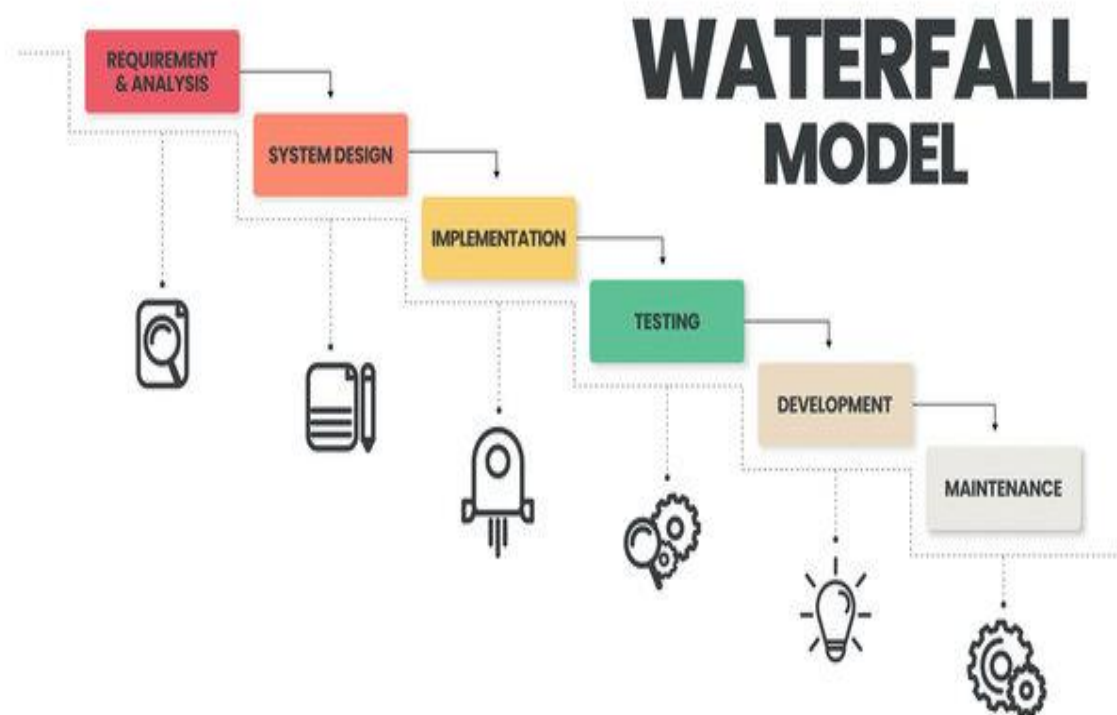 WATERFALL
MODEL
REQUIREMENT
& ANALYSIS
SYSTEM DESIGN
IMPLEMENTATION
TESTING
DEVELOPMENT
MAINTENANCE